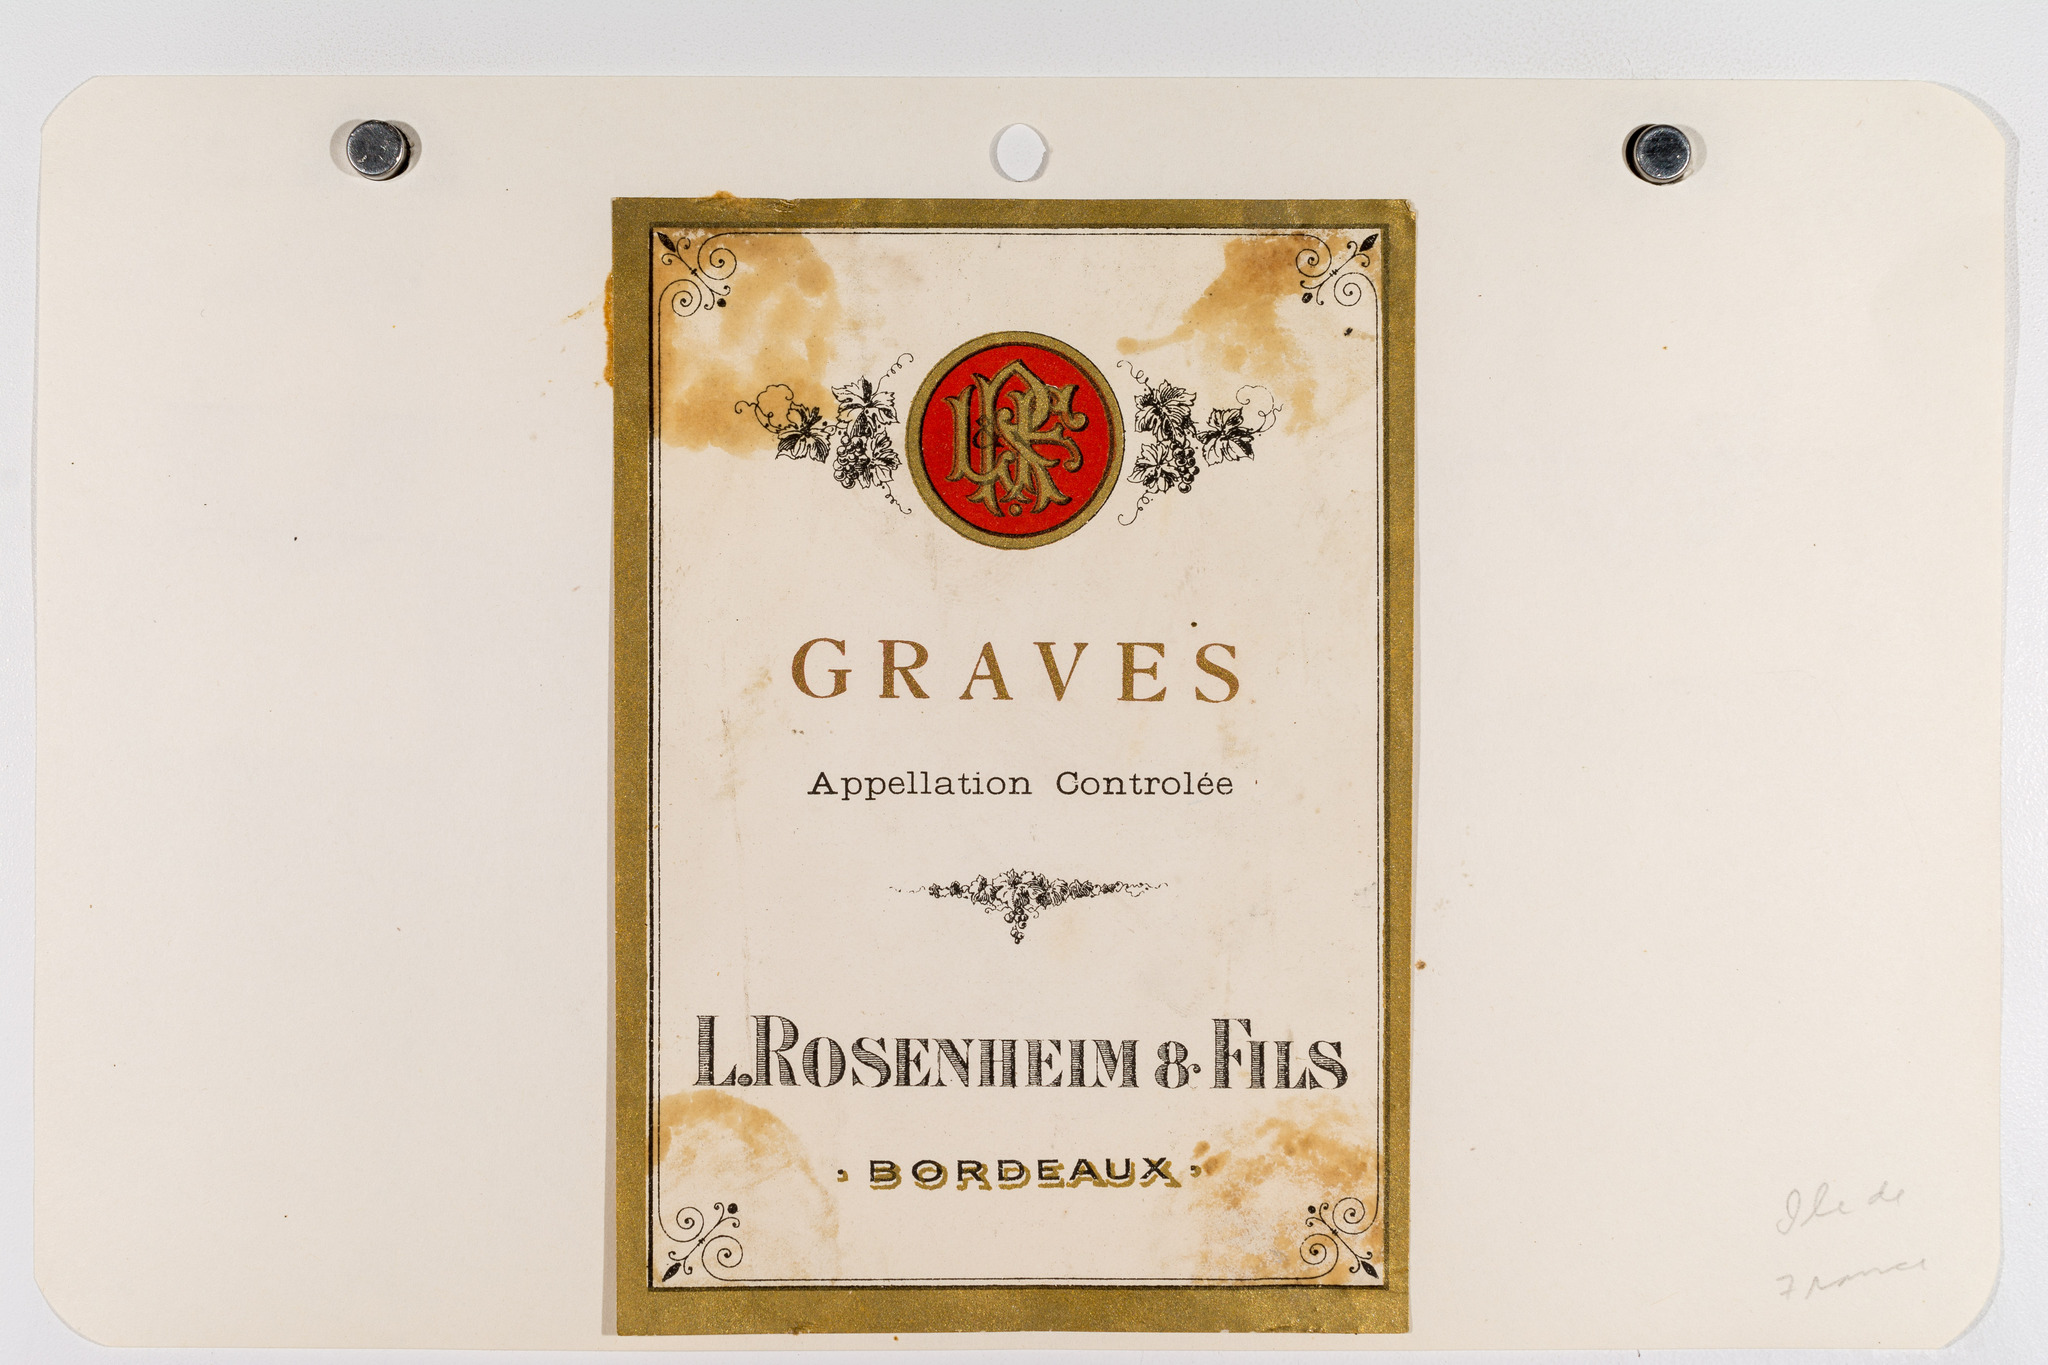 GRAVES
Appellation Controlée
L. ROSENHEIM & FILS
BORDEAUX
Ile de
France